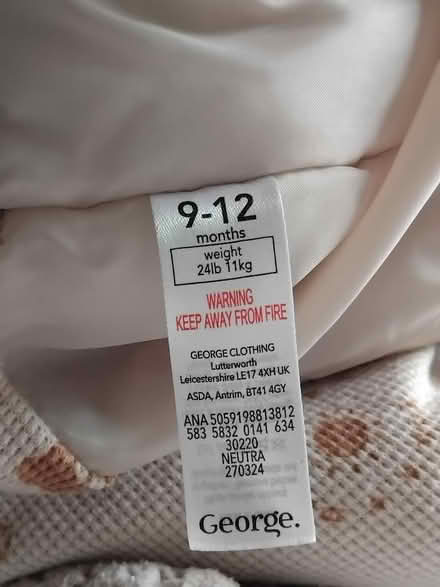 9-12
months
weight
24lb 11kg
WARNING
KEEP AWAY FROM FIRE
GEORGE CLOTHING
Lutterworth
Leicestershire LE17 4XH UK
ASDA, Antrim, BT41 4GY
ANA 5059198813812
583 5832 0141 634
30220
NEUTRA
270324
George.